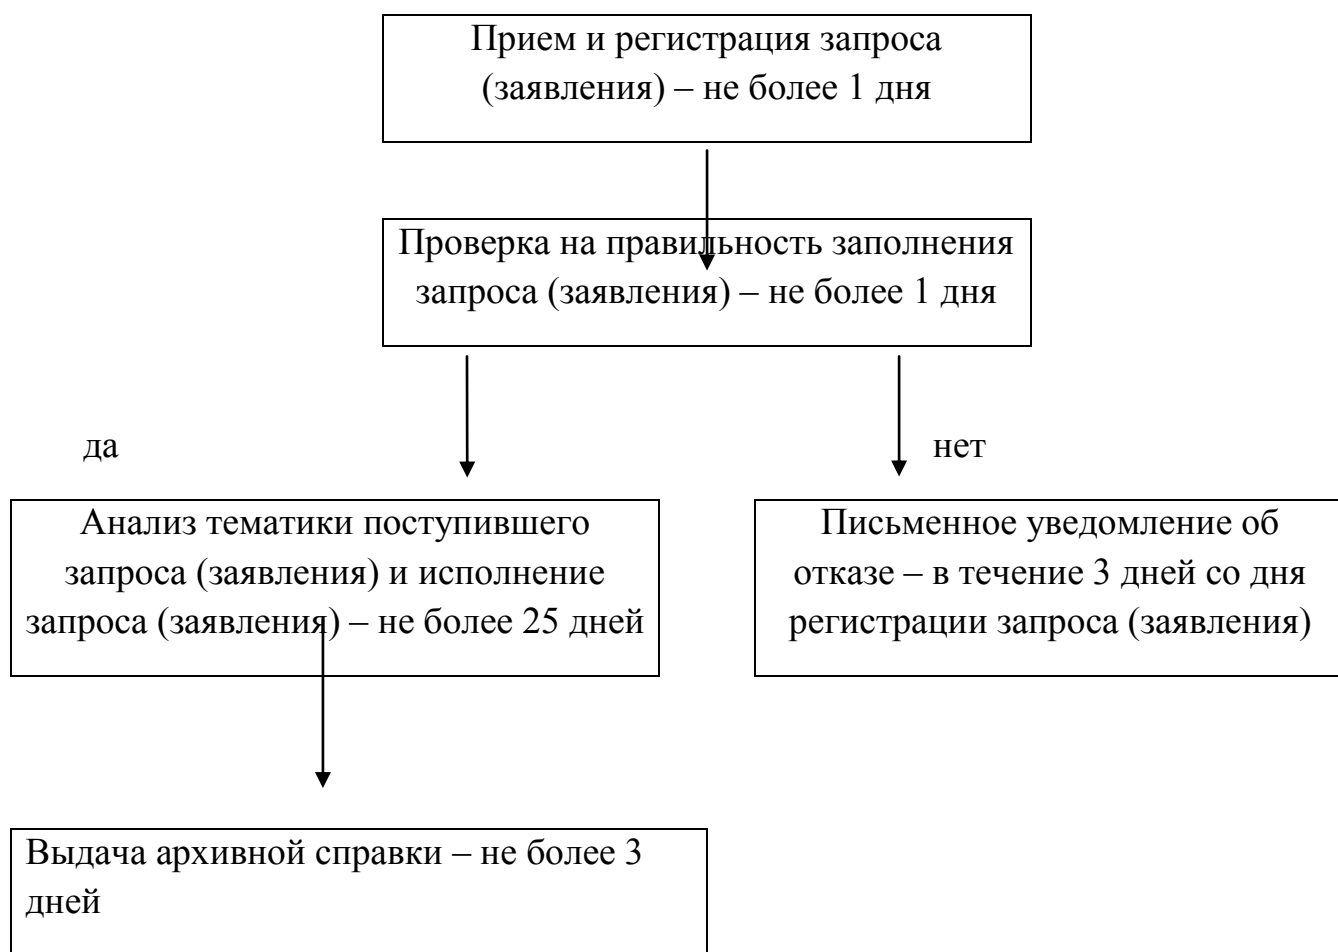 Прием и регистрация запроса
(заявления) – не более 1 дня
Проверка на правильность заполнения
запроса (заявления) – не более 1 дня
да
нет
Анализ тематики поступившего
запроса (заявления) и исполнение
запроса (заявления) – не более 25 дней
Письменное уведомление об
отказе – в течение 3 дней со дня
регистрации запроса (заявления)
Выдача архивной справки – не более 3
дней